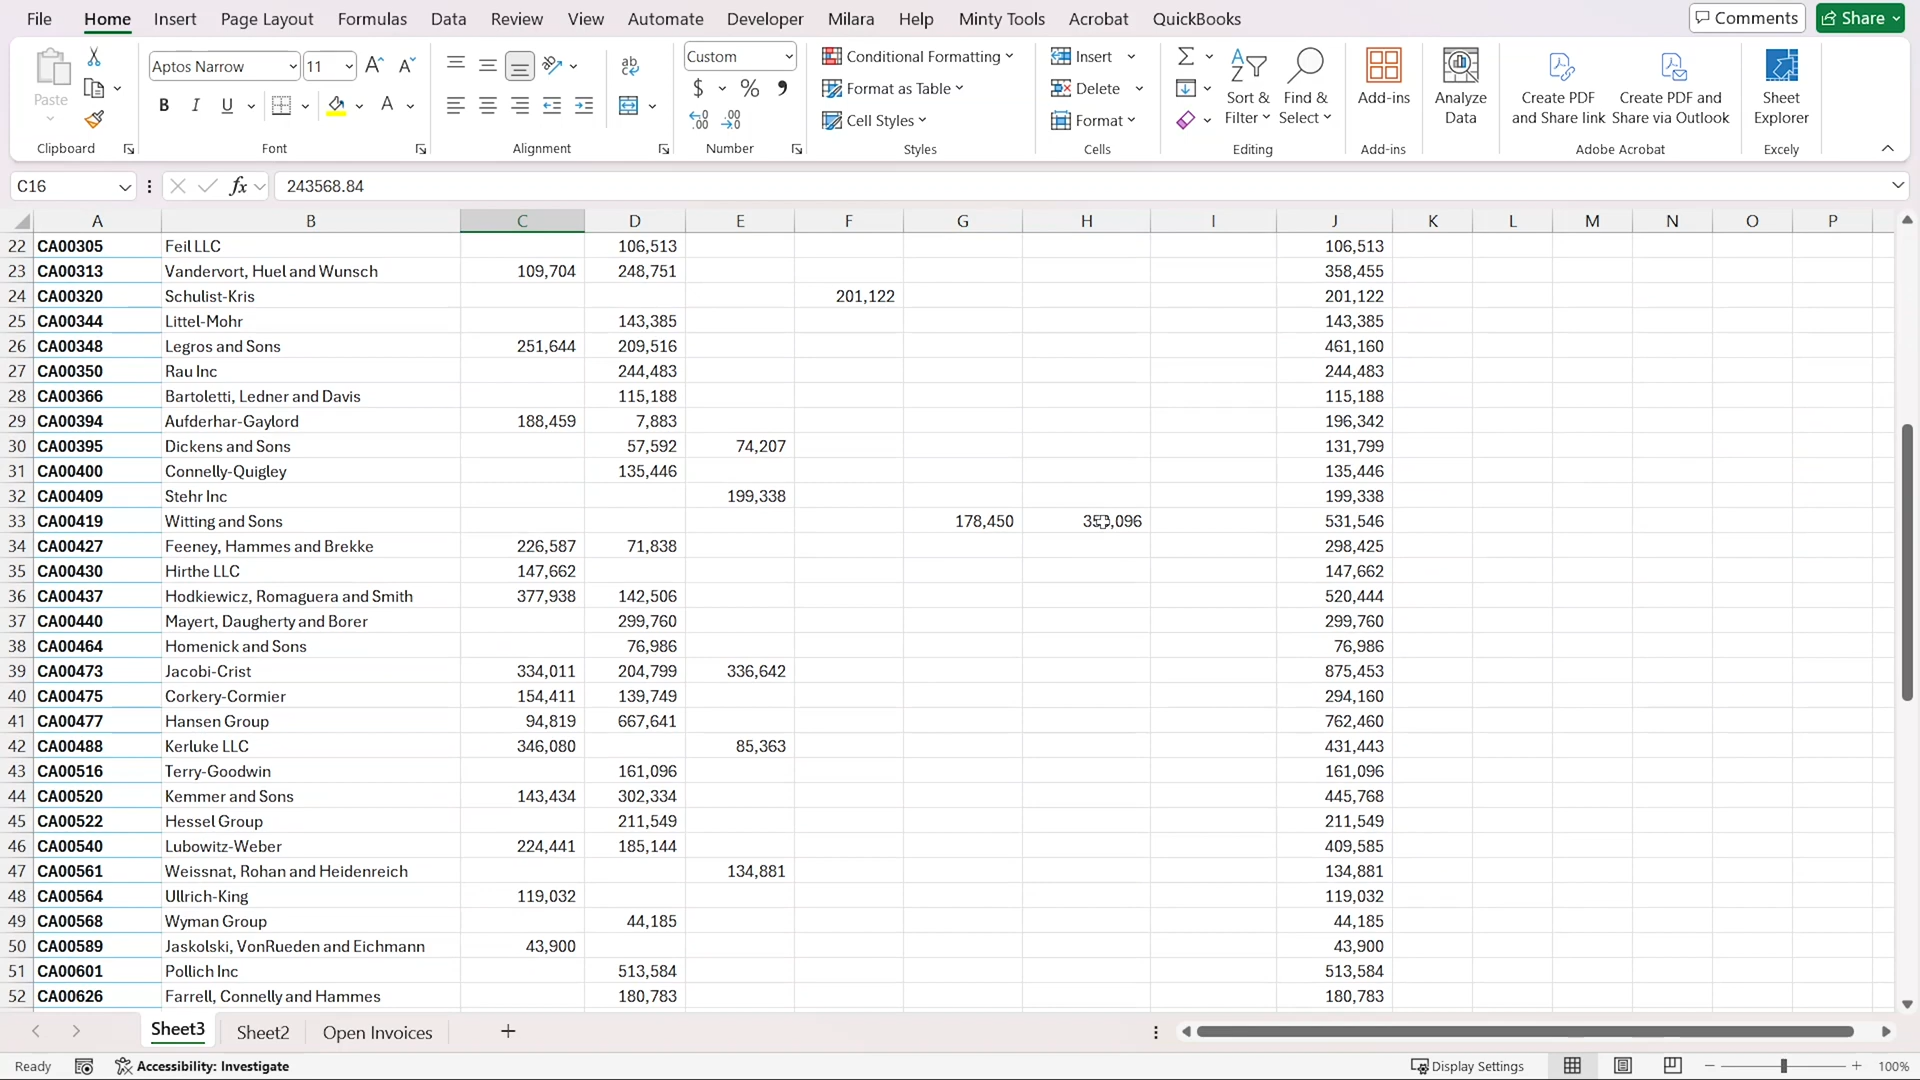 File Home Insert Page Layout Formulas Data Review View Automate Developer Milara Help Minty Tools Acrobat QuickBooks Comments Share
Paste
Clipboard
Aptos Narrow 11
B I U A
Font
ab
Alignment
Custom
$ % ,
Number
Conditional Formatting
Format as Table
Cell Styles
Styles
Insert
Delete
Format
Cells
Sort & Filter
Find & Select
Editing
Add-ins
Add-ins
Analyze Data
Create PDF and Share link
Create PDF and Share via Outlook
Adobe Acrobat
Sheet Explorer
Excely
C16 fx 243568.84
A B C D E F G H I J K L M N O P
22 CA00305 Feil LLC 106,513 106,513
23 CA00313 Vandervort, Huel and Wunsch 109,704 248,751 358,455
24 CA00320 Schulist-Kris 201,122 201,122
25 CA00344 Littel-Mohr 143,385 143,385
26 CA00348 Legros and Sons 251,644 209,516 461,160
27 CA00350 Rau Inc 244,483 244,483
28 CA00366 Bartoletti, Ledner and Davis 115,188 115,188
29 CA00394 Aufderhar-Gaylord 188,459 7,883 196,342
30 CA00395 Dickens and Sons 57,592 74,207 131,799
31 CA00400 Connelly-Quigley 135,446 135,446
32 CA00409 Stehr Inc 199,338 199,338
33 CA00419 Witting and Sons 178,450 531,546
34 CA00427 Feeney, Hammes and Brekke 226,587 71,838 298,425
35 CA00430 Hirthe LLC 147,662 147,662
36 CA00437 Hodkiewicz, Romaguera and Smith 377,938 142,506 520,444
37 CA00440 Mayert, Daugherty and Borer 299,760 299,760
38 CA00464 Homenick and Sons 76,986 76,986
39 CA00473 Jacobi-Crist 334,011 204,799 336,642 875,453
40 CA00475 Corkery-Cormier 154,411 139,749 294,160
41 CA00477 Hansen Group 94,819 667,641 762,460
42 CA00488 Kerluke LLC 346,080 85,363 431,443
43 CA00516 Terry-Goodwin 161,096 161,096
44 CA00520 Kemmer and Sons 143,434 302,334 445,768
45 CA00522 Hessel Group 211,549 211,549
46 CA00540 Lubowitz-Weber 224,441 185,144 409,585
47 CA00561 Weissnat, Rohan and Heidenreich 134,881 134,881
48 CA00564 Ullrich-King 119,032 119,032
49 CA00568 Wyman Group 44,185 44,185
50 CA00589 Jaskolski, VonRueden and Eichmann 43,900 43,900
51 CA00601 Pollich Inc 513,584 513,584
52 CA00626 Farrell, Connelly and Hammes 180,783 180,783
Sheet3 Sheet2 Open Invoices
Ready Accessibility: Investigate Display Settings 100%